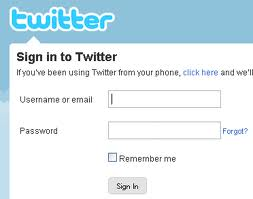 twitter
Sign in to Twitter
If you've been using Twitter from your phone, click here and we'll
Username or email
Password Forgot?
Remember me
Sign In